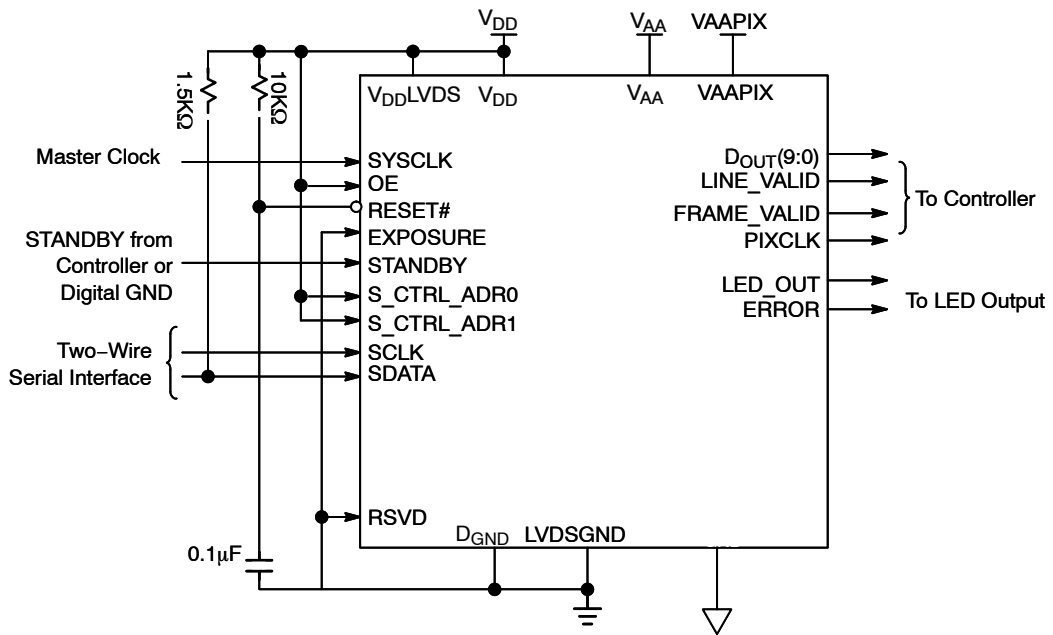 VDD
VAA
VAAPIX
1.5KΩ
10KΩ
VDDLVDS
VDD
VAA
VAAPIX
Master Clock
SYSCLK
OE
RESET#
EXPOSURE
STANDBY from
Controller or
Digital GND
STANDBY
S_CTRL_ADR0
S_CTRL_ADR1
Two−Wire
Serial Interface
SCLK
SDATA
RSVD
DOUT(9:0)
LINE_VALID
FRAME_VALID
PIXCLK
To Controller
LED_OUT
ERROR
To LED Output
0.1μF
DGND
LVDSGND